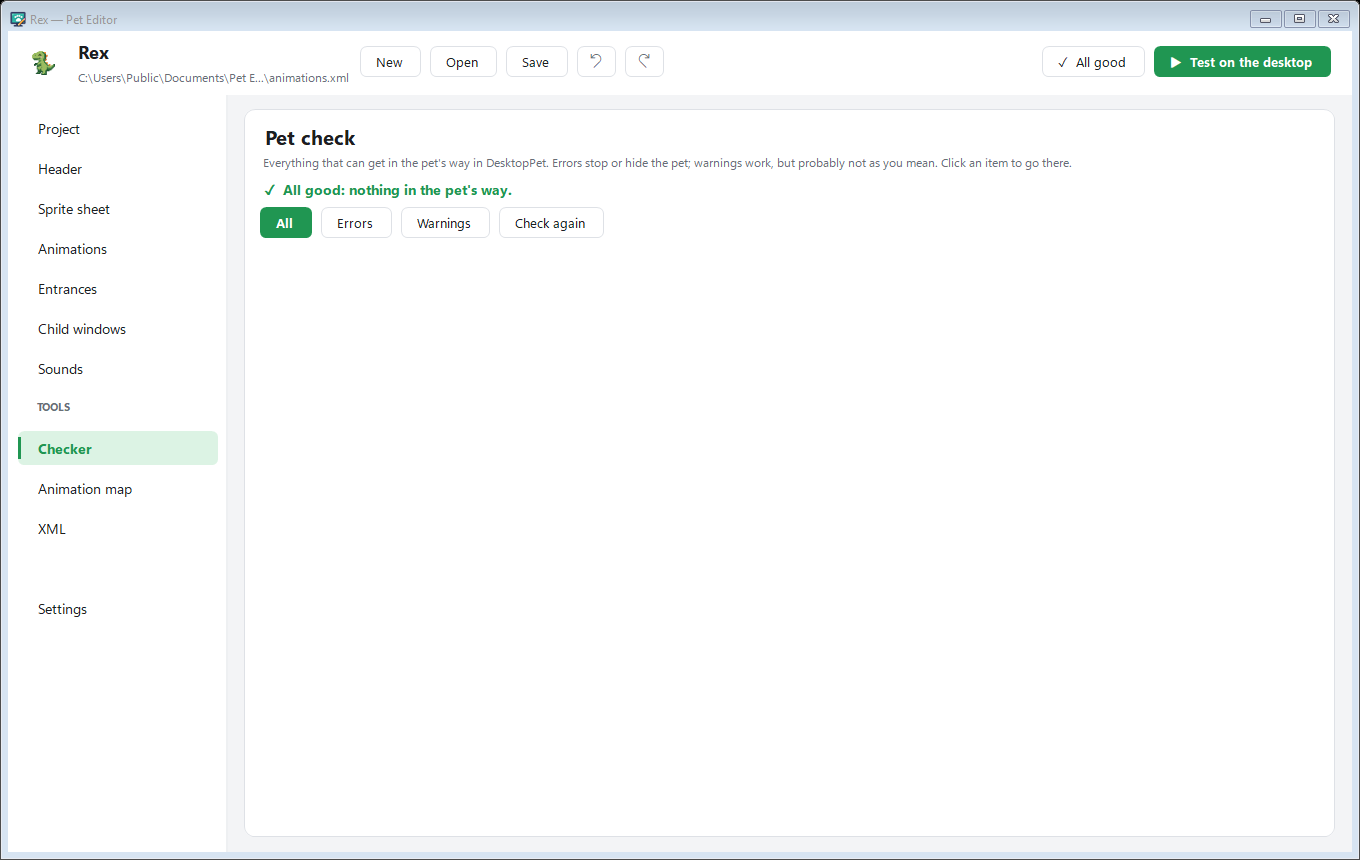 Rex — Pet Editor
Rex
C:\Users\Public\Documents\Pet E...\animations.xml
New
Open
Save
✓ All good
▶ Test on the desktop
Project
Header
Sprite sheet
Animations
Entrances
Child windows
Sounds
TOOLS
Checker
Animation map
XML
Settings
Pet check
Everything that can get in the pet's way in DesktopPet. Errors stop or hide the pet; warnings work, but probably not as you mean. Click an item to go there.
✓ All good: nothing in the pet's way.
All
Errors
Warnings
Check again